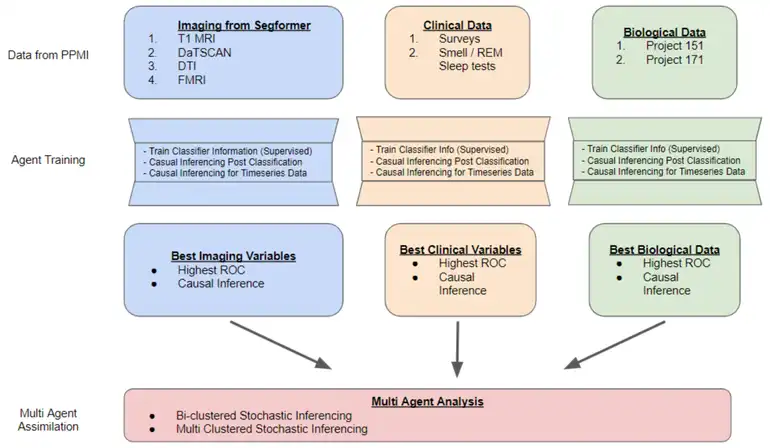 Data from PPMI
Imaging from Segformer
1. T1 MRI
2. DaTSCAN
3. DTI
4. FMRI
Clinical Data
1. Surveys
2. Smell / REM
Sleep tests
Biological Data
1. Project 151
2. Project 171
Agent Training
- Train Classifier Information (Supervised)
- Casual Inferencing Post Classification
- Causal Inferencing for Timeseries Data
- Train Classifier Info (Supervised)
- Casual Inferencing Post Classification
- Causal Inferencing for Timeseries Data
- Train Classifier Info (Supervised)
- Casual Inferencing Post Classification
- Causal Inferencing for Timeseries Data
Best Imaging Variables
● Highest ROC
● Causal Inference
Best Clinical Variables
● Highest ROC
● Causal
Inference
Best Biological Data
● Highest ROC
● Causal
Inference
Multi Agent
Assimilation
Multi Agent Analysis
● Bi-clustered Stochastic Inferencing
● Multi Clustered Stochastic Inferencing